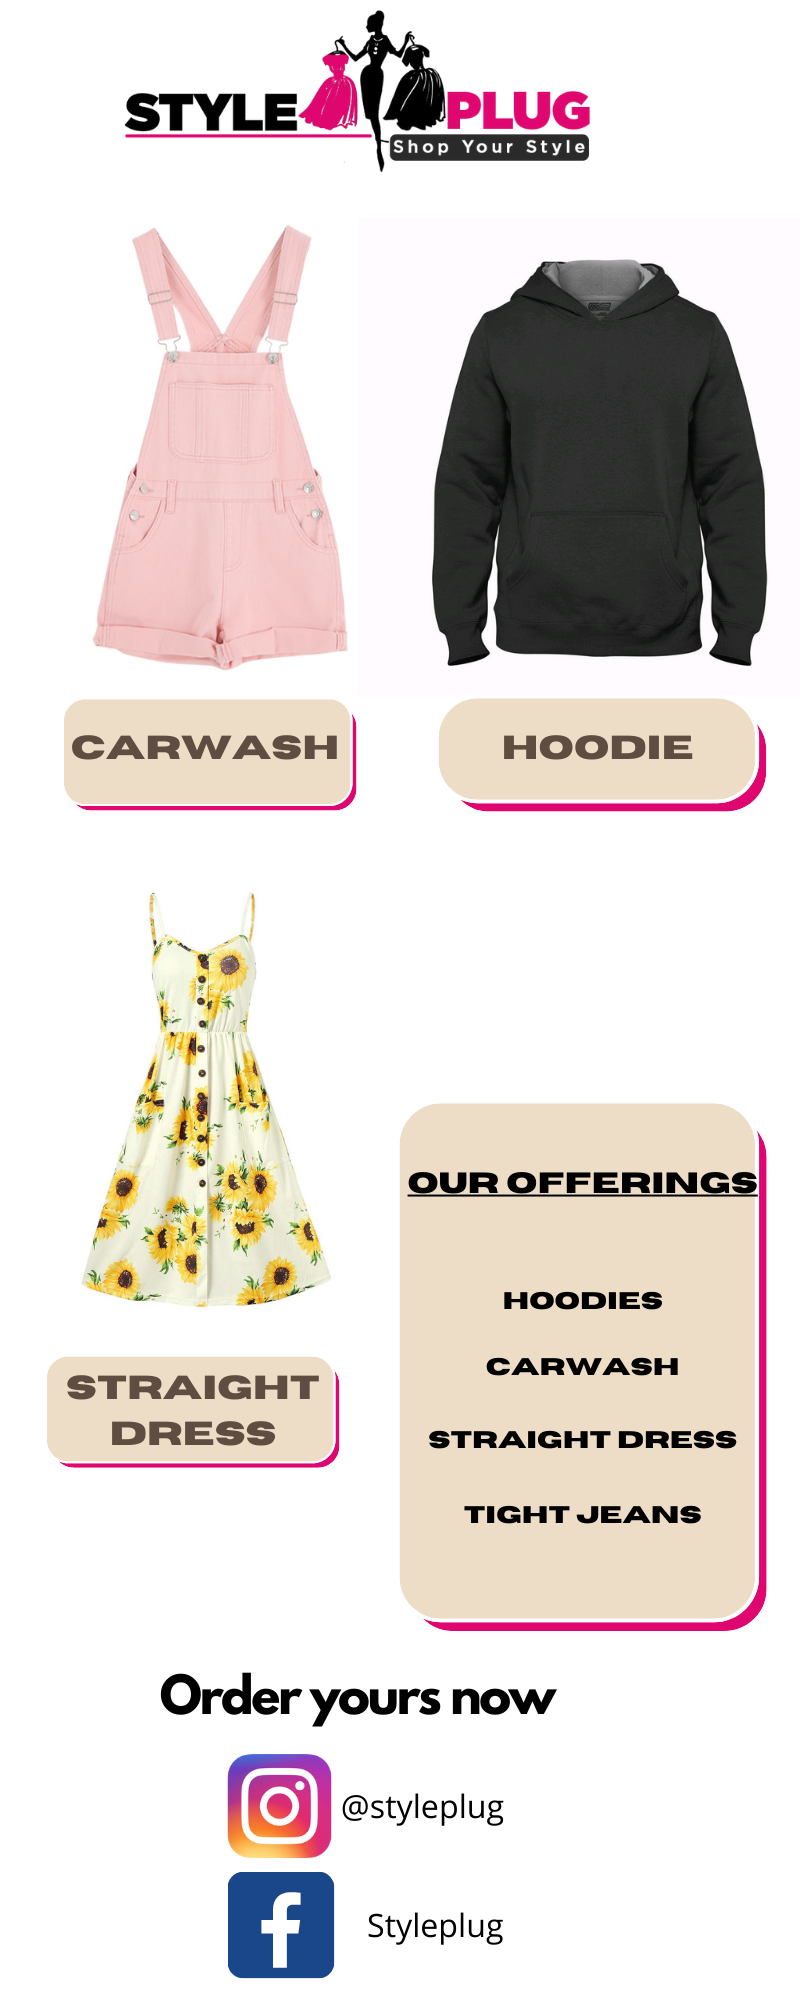 STYLE PLUG
Shop Your Style
CARWASH
HOODIE
STRAIGHT
DRESS
OUR OFFERINGS
HOODIES
CARWASH
STRAIGHT DRESS
TIGHT JEANS
Order yours now
@styleplug
Styleplug